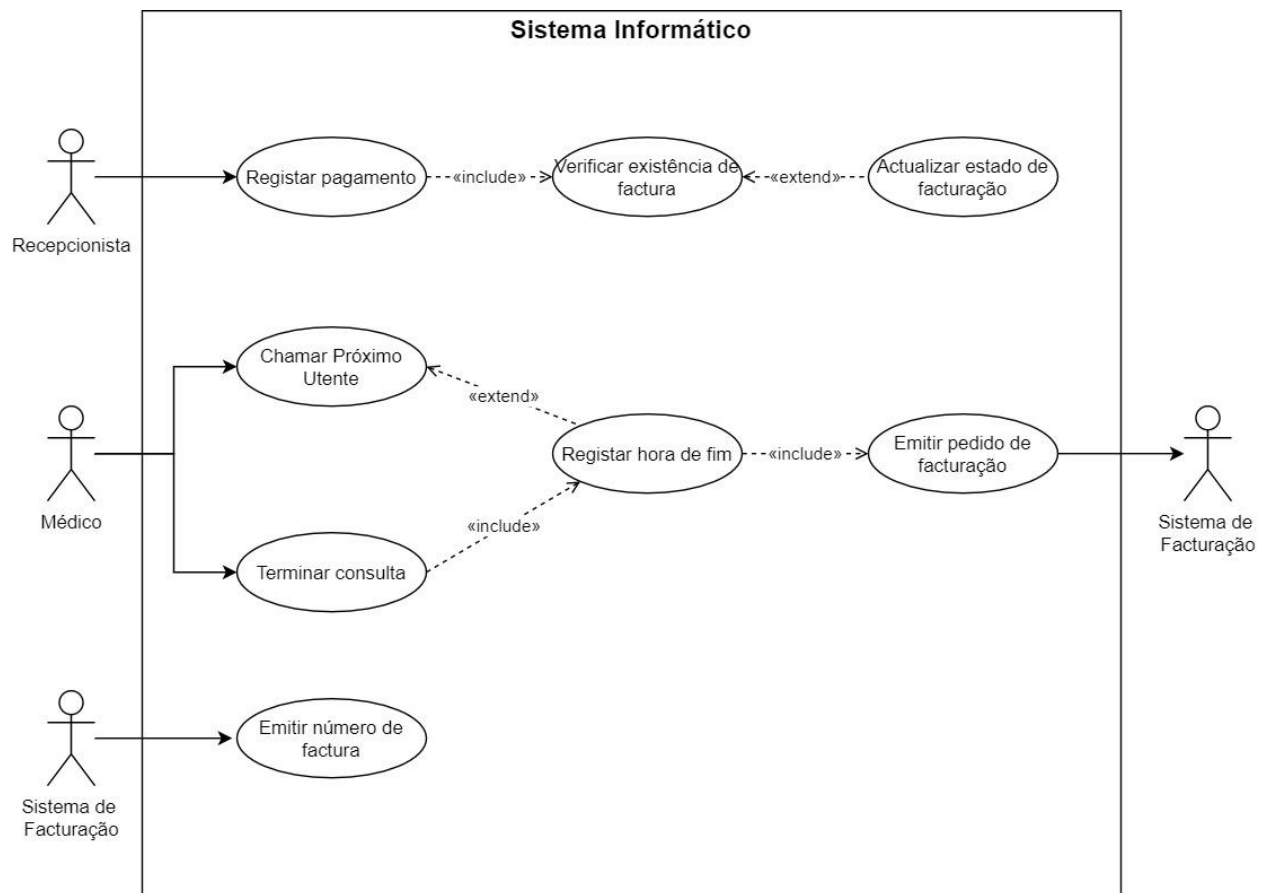 Sistema Informático
Recepcionista
Registar pagamento
«include»
Verificar existência de
factura
«extend»
Actualizar estado de
facturação
Médico
Chamar Próximo
Utente
«extend»
Registar hora de fim
«include»
Emitir pedido de
facturação
Sistema de
Facturação
«include»
Terminar consulta
Sistema de
Facturação
Emitir número de
factura